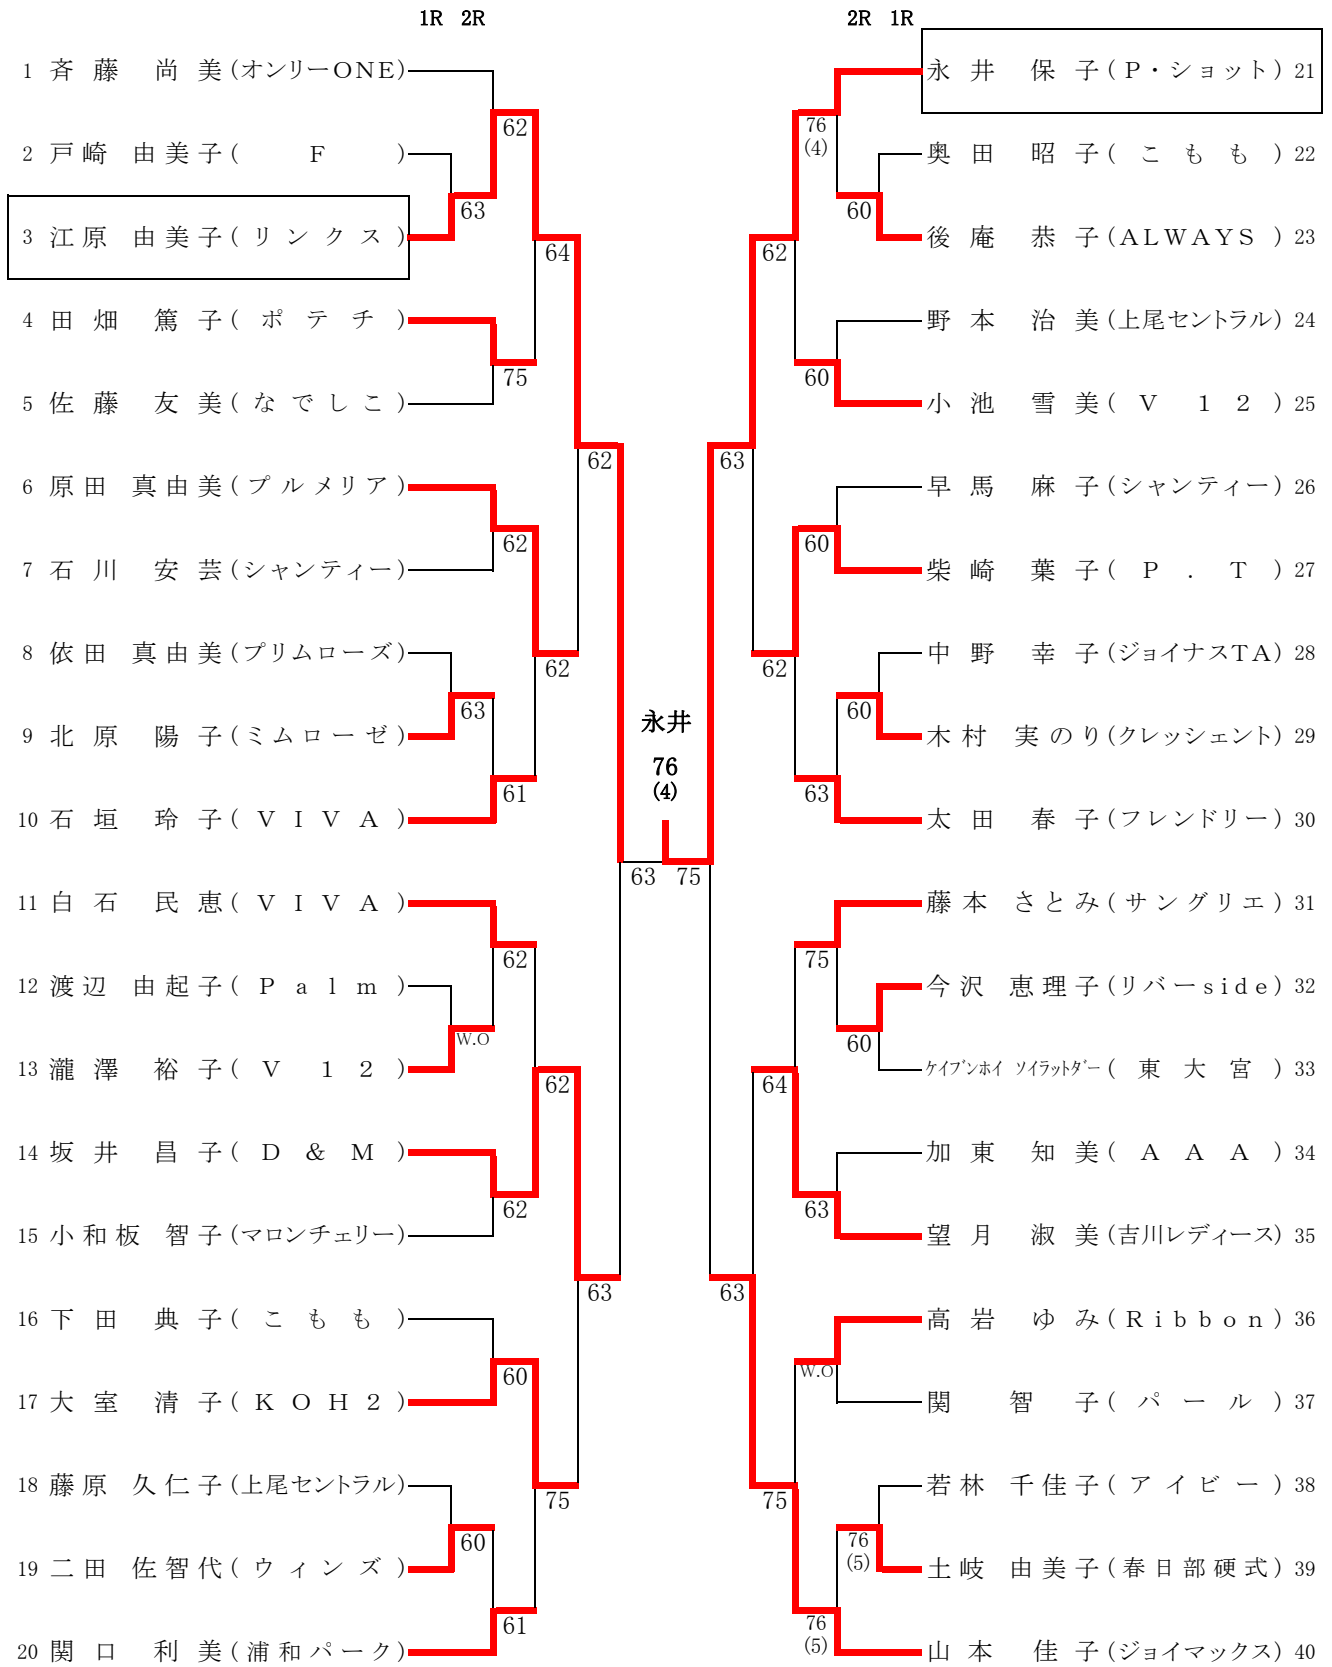 1R 2R
2R 1R
1 斉藤 尚美(オンリーONE)
62
2 戸崎 由美子(F)
63
3 江原 由美子(リンクス)
64
4 田畑 篤子(ポテチ)
75
5 佐藤 友美(なでしこ)
62
6 原田 真由美(プルメリア)
62
7 石川 安芸(シャンティー)
8 依田 真由美(プリムローズ)
62
63
9 北原 陽子(ミムローゼ)
61
10 石垣 玲子(VIVA)
11 白石 民恵(VIVA)
62
12 渡辺 由起子(Palm)
W.O
13 瀧澤 裕子(V12)
62
14 坂井 昌子(D&M)
62
15 小和板 智子(マロンチェリー)
63
16 下田 典子(こもも)
60
17 大室 清子(KOH2)
18 藤原 久仁子(上尾セントラル)
75
60
19 二田 佐智代(ウィンズ)
61
20 関口 利美(浦和パーク)
永井
76
(4)
63 75
永井 保子(P・ショット) 21
76
(4)
奥田 昭子(こもも) 22
60
後庵 恭子(ALWAYS) 23
62
野本 治美(上尾セントラル) 24
60
小池 雪美(V12) 25
63
早馬 麻子(シャンティー) 26
60
柴崎 葉子(P.T) 27
中野 幸子(ジョイナスTA) 28
62
60
木村 実のり(クレッシェント) 29
63
太田 春子(フレンドリー) 30
藤本 さとみ(サングリエ) 31
75
今沢 恵理子(リバーside) 32
60
ケイブンホイ ソイラットダー(東大宮) 33
64
加東 知美(AAA) 34
63
望月 淑美(吉川レディース) 35
63
高岩 ゆみ(Ribbon) 36
W.O
関 智子(パール) 37
若林 千佳子(アイビー) 38
75
76
(5)
土岐 由美子(春日部硬式) 39
76
(5)
山本 佳子(ジョイマックス) 40